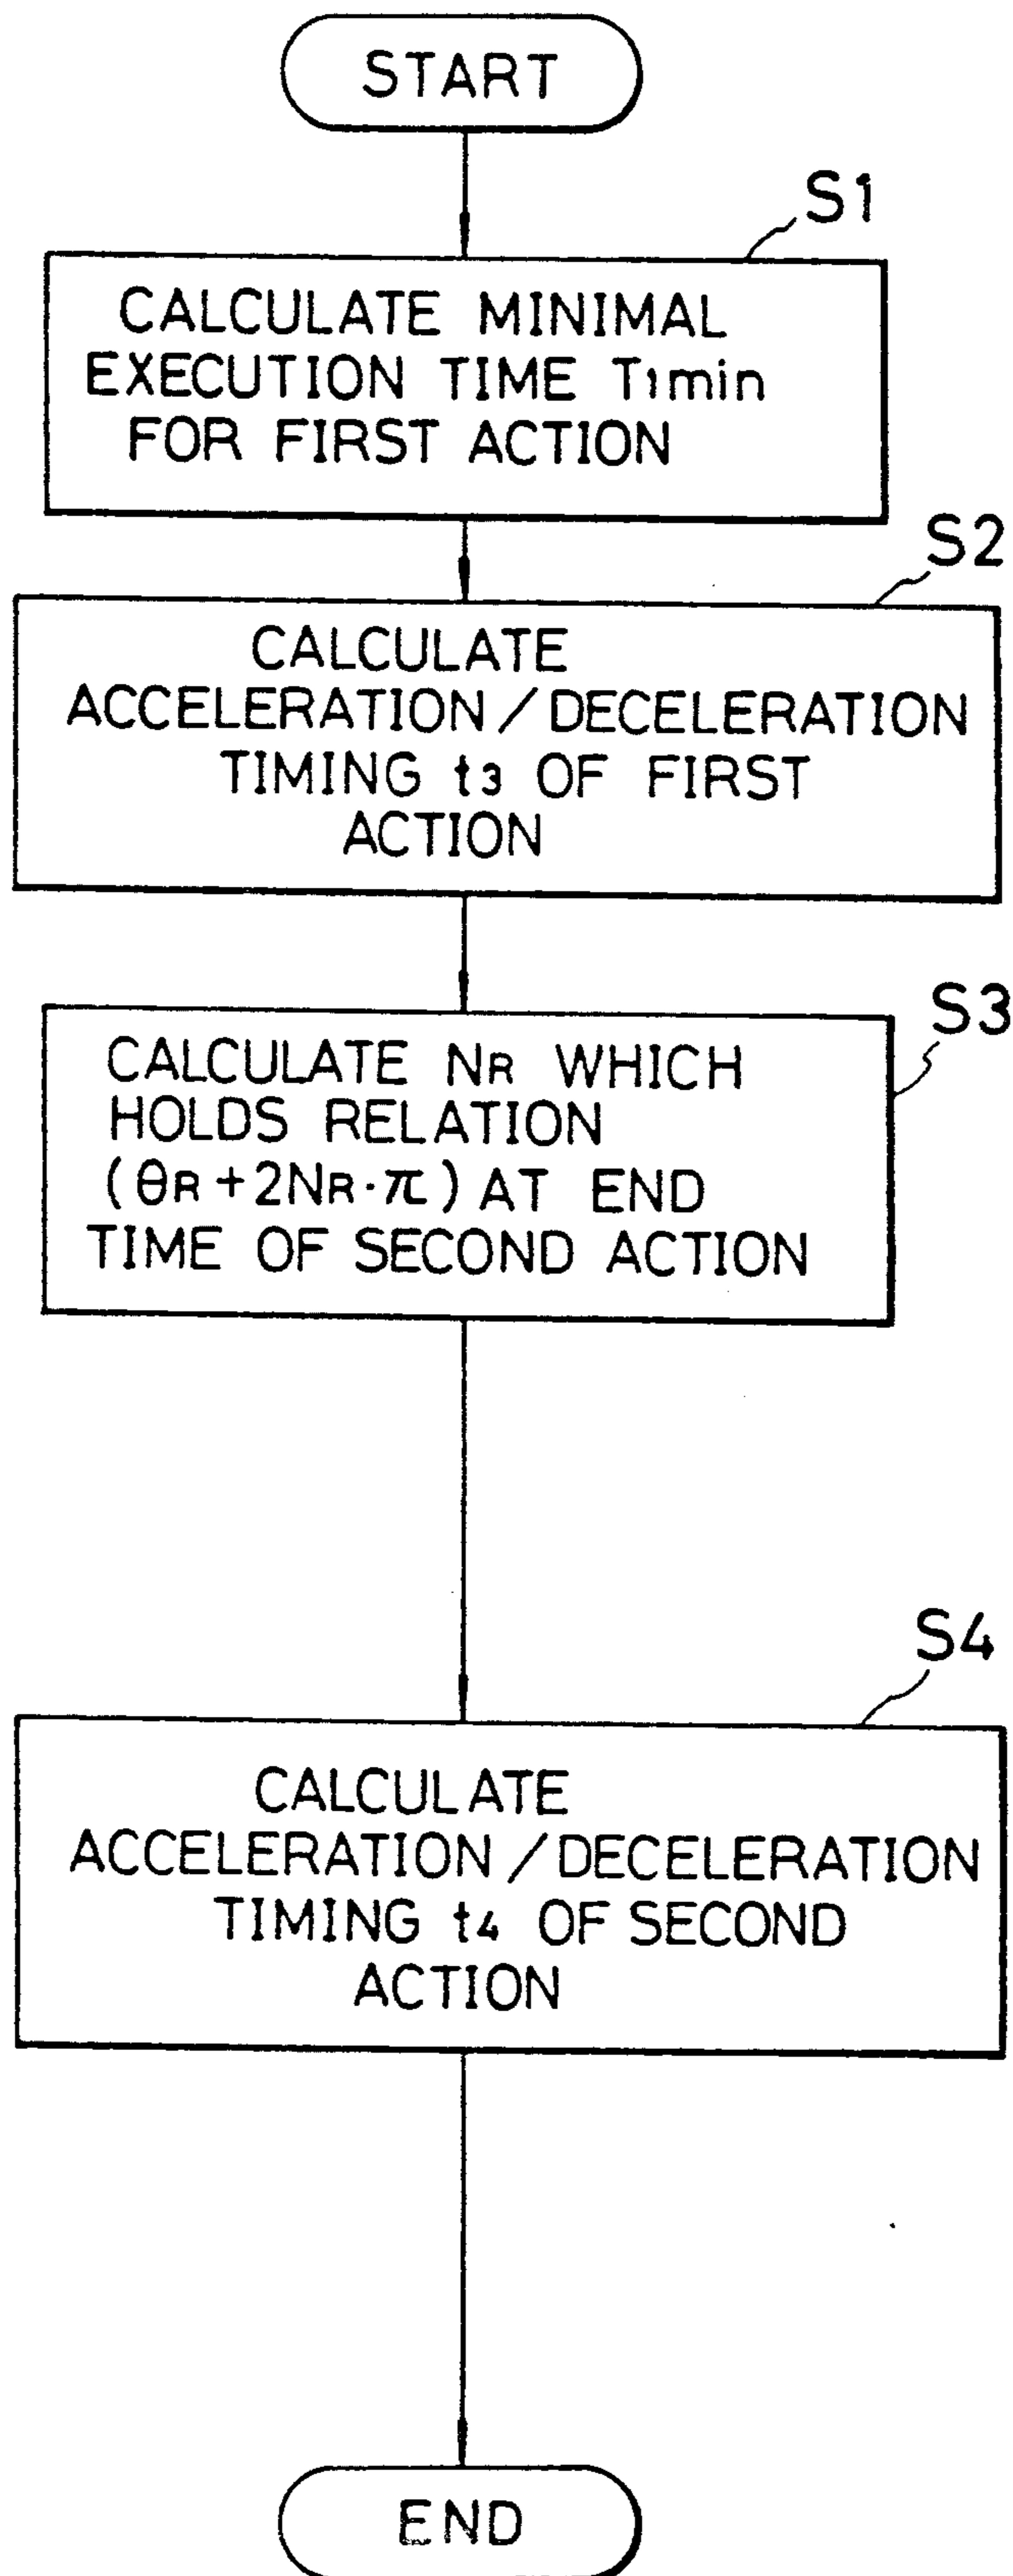 START
S1
CALCULATE MINIMAL
EXECUTION TIME T1min
FOR FIRST ACTION
S2
CALCULATE
ACCELERATION/DECELERATION
TIMING t3 OF FIRST
ACTION
S3
CALCULATE NR WHICH
HOLDS RELATION
(θR+2NR·π) AT END
TIME OF SECOND ACTION
S4
CALCULATE
ACCELERATION/DECELERATION
TIMING t4 OF SECOND
ACTION
END